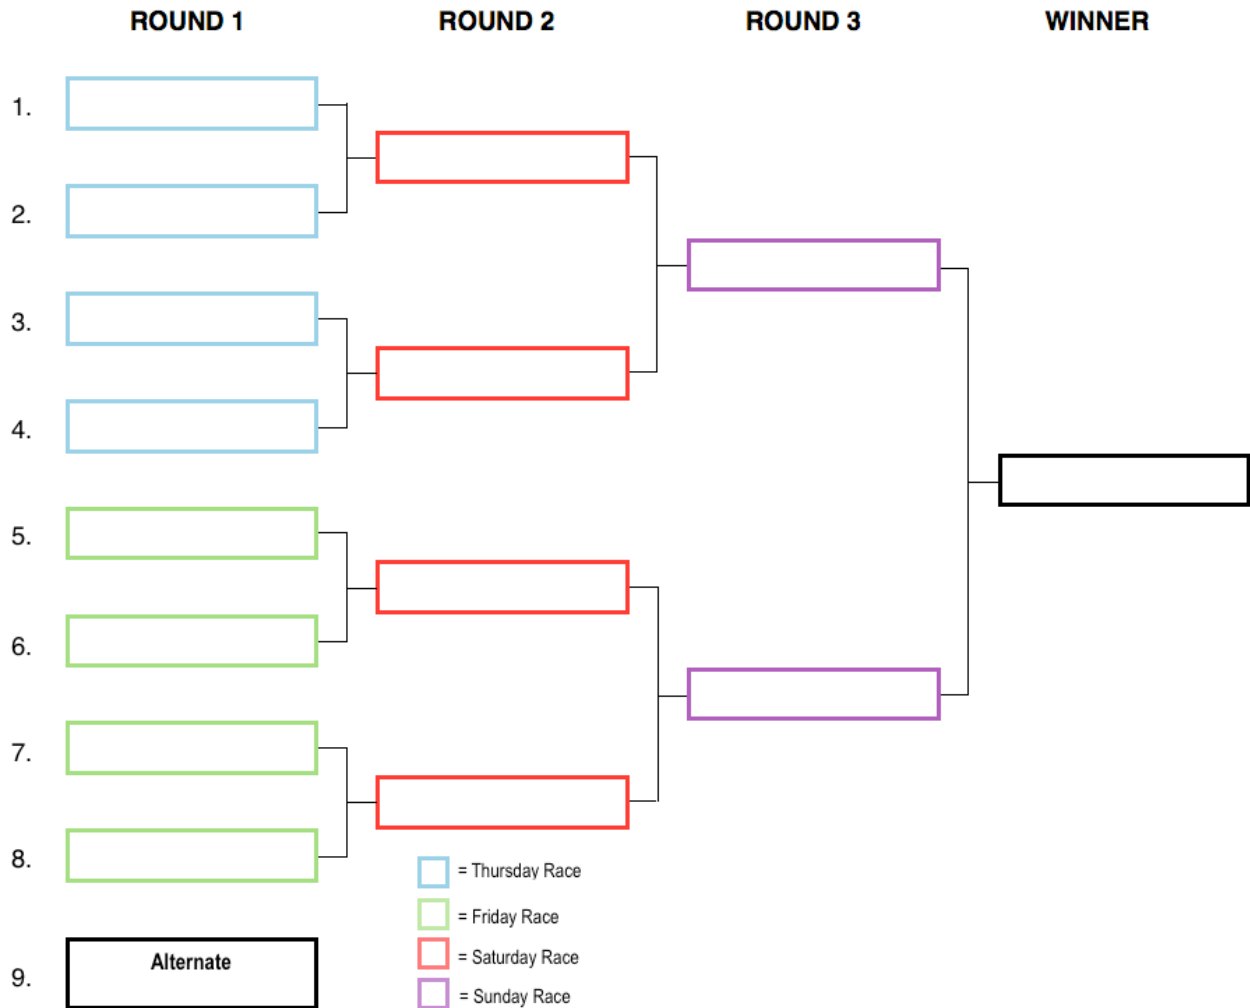 ROUND 1 ROUND 2 ROUND 3 WINNER
1.
2.
3.
4.
5.
6.
7.
8.
9. Alternate
= Thursday Race
= Friday Race
= Saturday Race
= Sunday Race